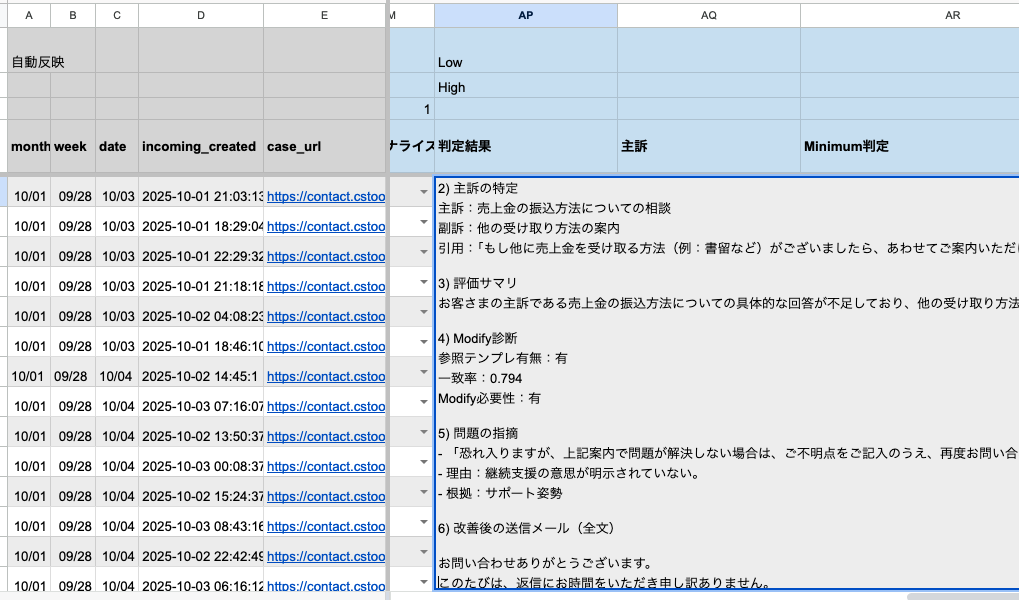 A B C D E M AP AQ AR
自動反映 Low
High
1
month week date incoming_created case_url ナライズ 判定結果 主訴 Minimum判定
10/01 09/28 10/03 2025-10-01 21:03:13 https://contact.cstoo
10/01 09/28 10/03 2025-10-01 18:29:04 https://contact.cstoo
10/01 09/28 10/03 2025-10-01 22:29:32 https://contact.cstoo
10/01 09/28 10/03 2025-10-01 21:18:18 https://contact.cstoo
10/01 09/28 10/03 2025-10-02 04:08:23 https://contact.cstoo
10/01 09/28 10/03 2025-10-01 18:46:10 https://contact.cstoo
10/01 09/28 10/04 2025-10-02 14:45:1 https://contact.cstoo
10/01 09/28 10/04 2025-10-03 07:16:07 https://contact.cstoo
10/01 09/28 10/04 2025-10-02 13:50:37 https://contact.cstoo
10/01 09/28 10/04 2025-10-03 00:08:37 https://contact.cstoo
10/01 09/28 10/04 2025-10-02 15:24:37 https://contact.cstoo
10/01 09/28 10/04 2025-10-03 08:43:16 https://contact.cstoo
10/01 09/28 10/04 2025-10-02 22:42:49 https://contact.cstoo
10/01 09/28 10/04 2025-10-03 06:16:12 https://contact.cstoo
2) 主訴の特定
主訴：売上金の振込方法についての相談
副訴：他の受け取り方法の案内
引用：「もし他に売上金を受け取る方法（例：書留など）がございましたら、あわせてご案内いただ
3) 評価サマリ
お客さまの主訴である売上金の振込方法についての具体的な回答が不足しており、他の受け取り方法
4) Modify診断
参照テンプレ有無：有
一致率：0.794
Modify必要性：有
5) 問題の指摘
- 「恐れ入りますが、上記案内で問題が解決しない場合は、ご不明点をご記入のうえ、再度お問い合
- 理由：継続支援の意思が明示されていない。
- 根拠：サポート姿勢
6) 改善後の送信メール（全文）
お問い合わせありがとうございます。
このたびは、返信にお時間をいただき申し訳ありません。